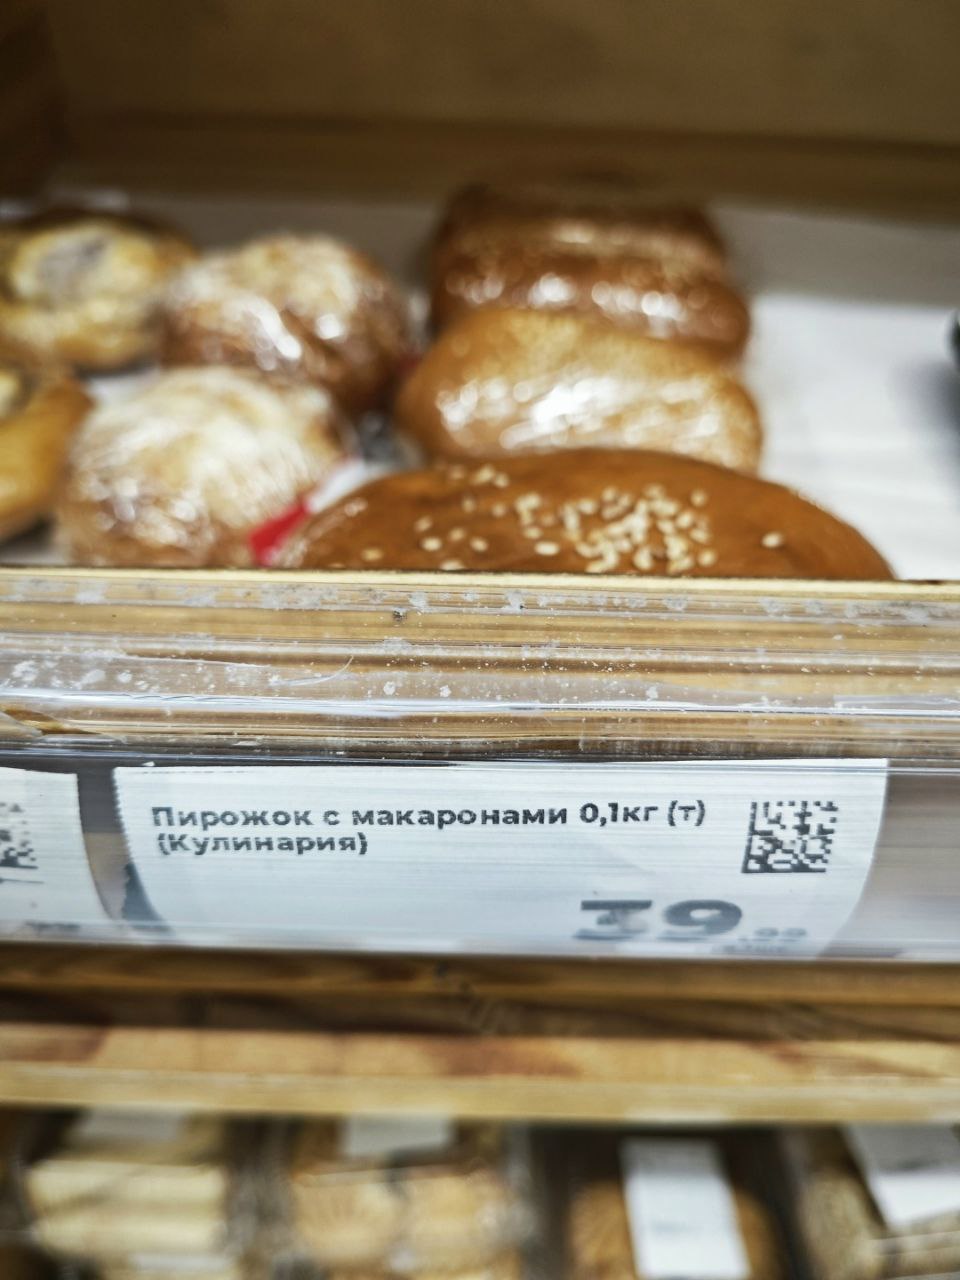 Пирожок с макаронами 0,1кг (т)
(Кулинария)
39